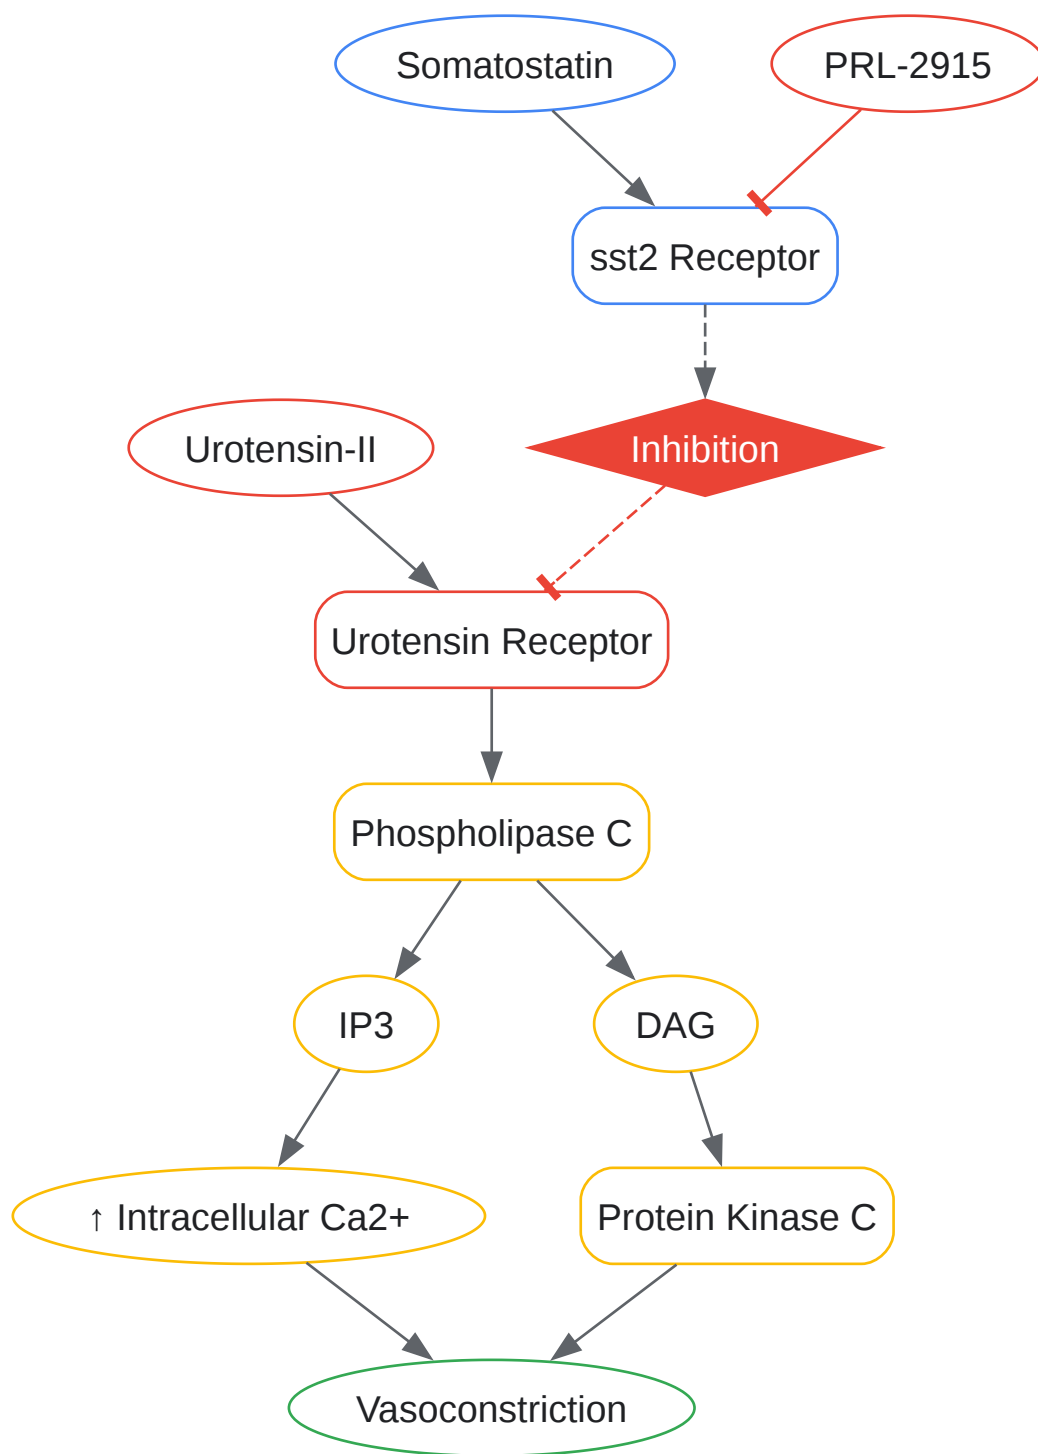 Somatostatin
PRL-2915
sst2 Receptor
Urotensin-II
Inhibition
Urotensin Receptor
Phospholipase C
IP3
DAG
↑ Intracellular Ca2+
Protein Kinase C
Vasoconstriction